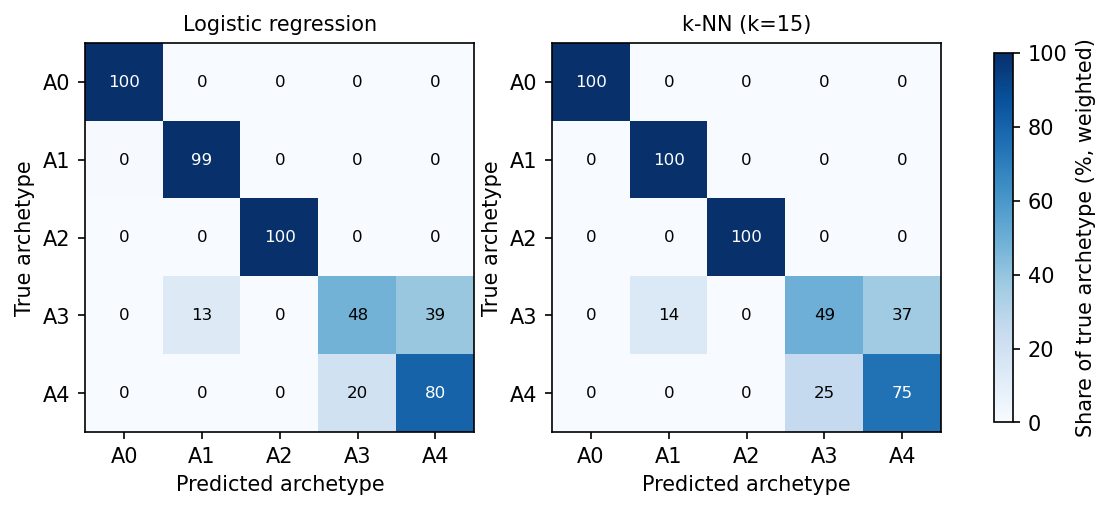 Logistic regression
k-NN (k=15)
True archetype
A0 100 0 0 0 0
A1 0 99 0 0 0
A2 0 0 100 0 0
A3 0 13 0 48 39
A4 0 0 0 20 80
A0 A1 A2 A3 A4
Predicted archetype
True archetype
A0 100 0 0 0 0
A1 0 100 0 0 0
A2 0 0 100 0 0
A3 0 14 0 49 37
A4 0 0 0 25 75
A0 A1 A2 A3 A4
Predicted archetype
100
80
60
40
20
0
Share of true archetype (%, weighted)